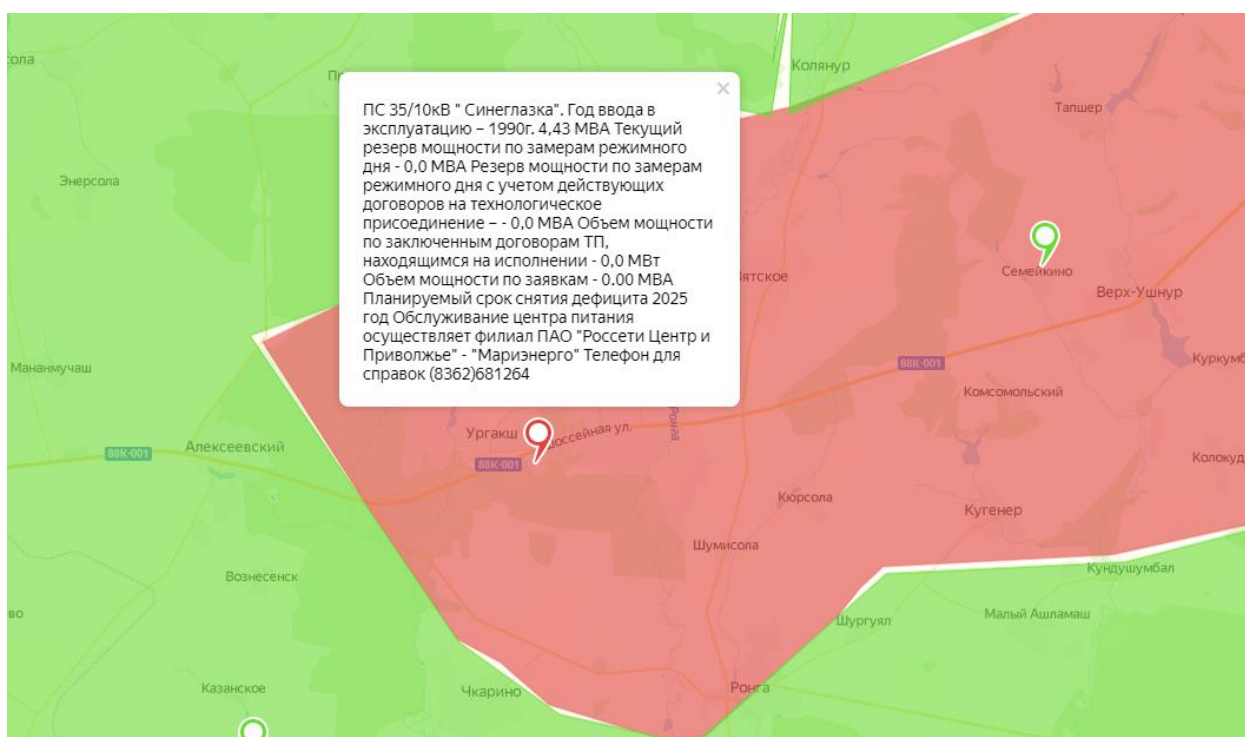 Колянур
Тапшер
Энерсола
ПС 35/10кВ " Синеглазка". Год ввода в
эксплуатацию – 1990г. 4,43 МВА Текущий
резерв мощности по замерам режимного
дня - 0,0 МВА Резерв мощности по замерам
режимного дня с учетом действующих
договоров на технологическое
присоединение – - 0,0 МВА Объем мощности
по заключенным договорам ТП,
находящимся на исполнении - 0,0 МВт
Объем мощности по заявкам - 0.00 МВА
Планируемый срок снятия дефицита 2025
год Обслуживание центра питания
осуществляет филиал ПАО "Россети Центр и
Приволжье" - "Мариэнерго" Телефон для
справок (8362)681264
Семейкино
Верх-Ушнур
Мананмучаш
88К-001
Комсомольский
Ронга
Ургакш
Алексеевский
88К-001
88К-001
Кюрсола
Кугенер
Шумисола
Вознесенск
Кундушумбал
Малый Ашламаш
Шургуял
Казанское
Чкарино
Ронга